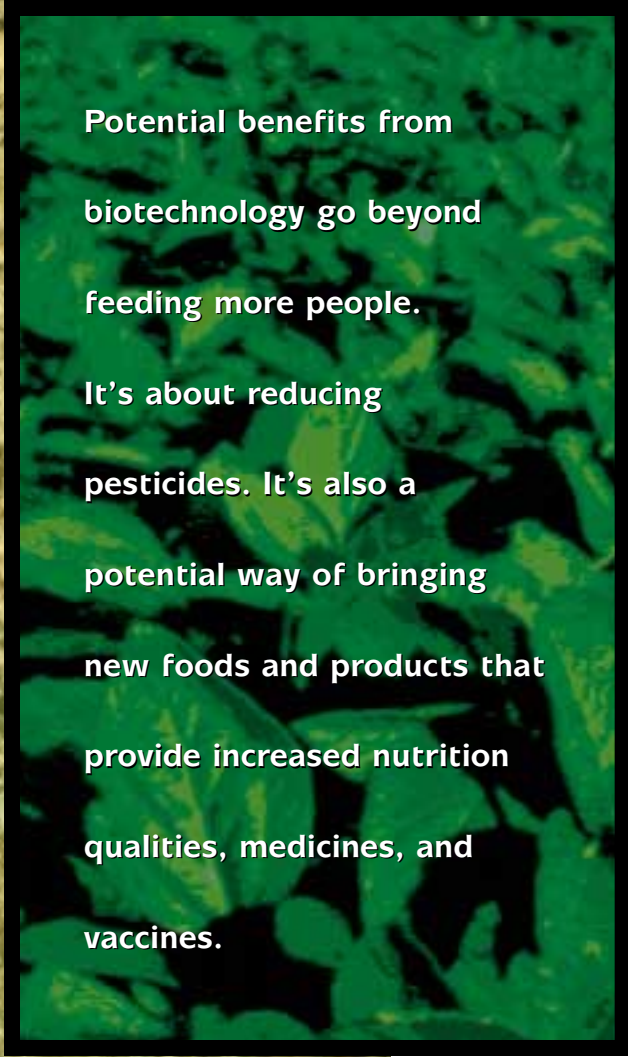 Potential benefits from
biotechnology go beyond
feeding more people.
It’s about reducing
pesticides. It’s also a
potential way of bringing
new foods and products that
provide increased nutrition
qualities, medicines, and
vaccines.